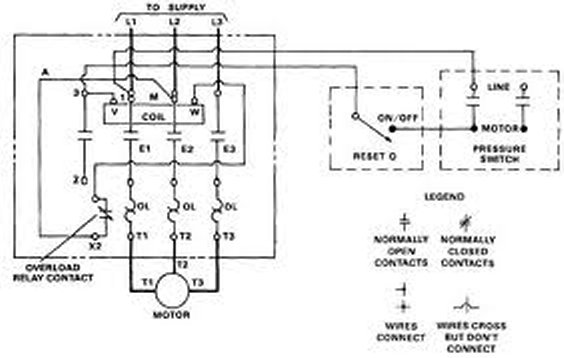 TO SUPPLY
L1 L2 L3
A
3 1 M
V W
COIL
E1 E2 E3
2
OL OL OL
X2 T1 T2 T3
OVERLOAD
RELAY CONTACT
T2
T1 T3
MOTOR
ON/OFF
RESET O
LINE
MOTOR
PRESSURE
SWITCH
LEGEND
NORMALLY
OPEN
CONTACTS
NORMALLY
CLOSED
CONTACTS
WIRES
CONNECT
WIRES CROSS
BUT DON'T
CONNECT